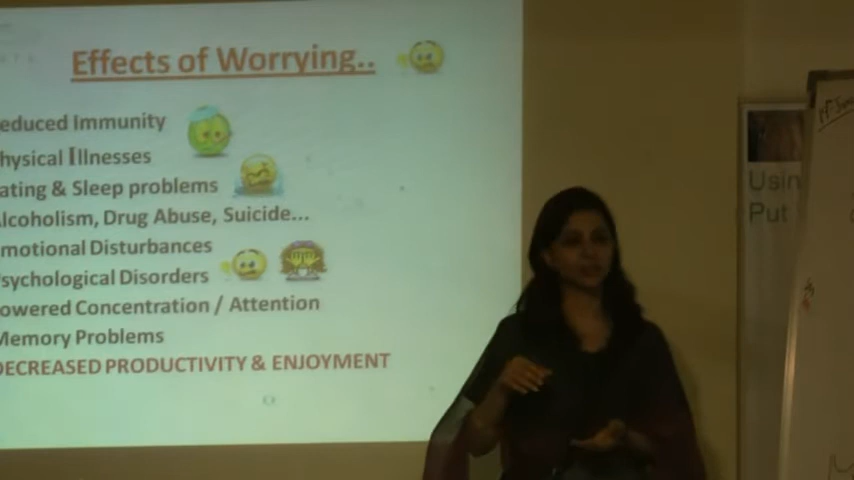 Effects of Worrying..
educed Immunity
hysical Illnesses
ating & Sleep problems
lcoholism, Drug Abuse, Suicide...
motional Disturbances
sychological Disorders
owered Concentration / Attention
Memory Problems
DECREASED PRODUCTIVITY & ENJOYMENT
Usin
Put